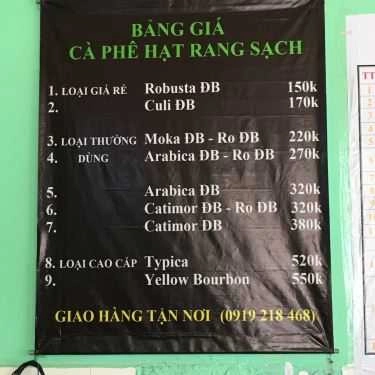 BẢNG GIÁ
CÀ PHÊ HẠT RANG SẠCH
1. LOẠI GIÁ RẺ Robusta ĐB 150k
2. Culi ĐB 170k
3. LOẠI THƯỜNG Moka ĐB - Ro ĐB 220k
4. DÙNG Arabica ĐB - Ro ĐB 270k
5. Arabica ĐB 320k
6. Catimor ĐB - Ro ĐB 320k
7. Catimor ĐB 380k
8. LOẠI CAO CẤP Typica 520k
9. Yellow Bourbon 550k
GIAO HÀNG TẬN NƠI (0919 218 468)
TT